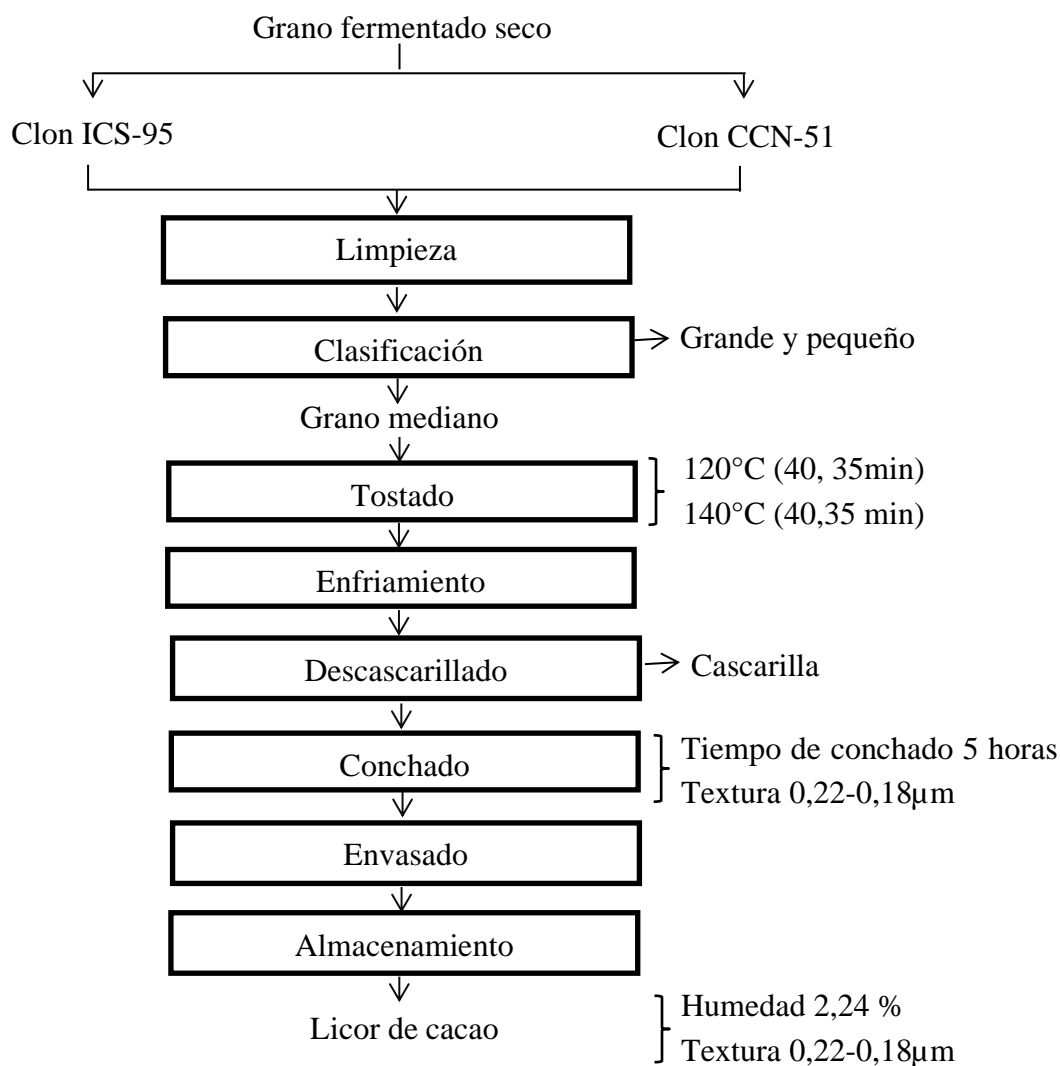 Grano fermentado seco
Clon ICS-95
Clon CCN-51
Limpieza
Clasificación
Grande y pequeño
Grano mediano
Tostado
120°C (40, 35min)
140°C (40,35 min)
Enfriamiento
Descascarillado
Cascarilla
Conchado
Tiempo de conchado 5 horas
Textura 0,22-0,18µm
Envasado
Almacenamiento
Licor de cacao
Humedad 2,24 %
Textura 0,22-0,18µm